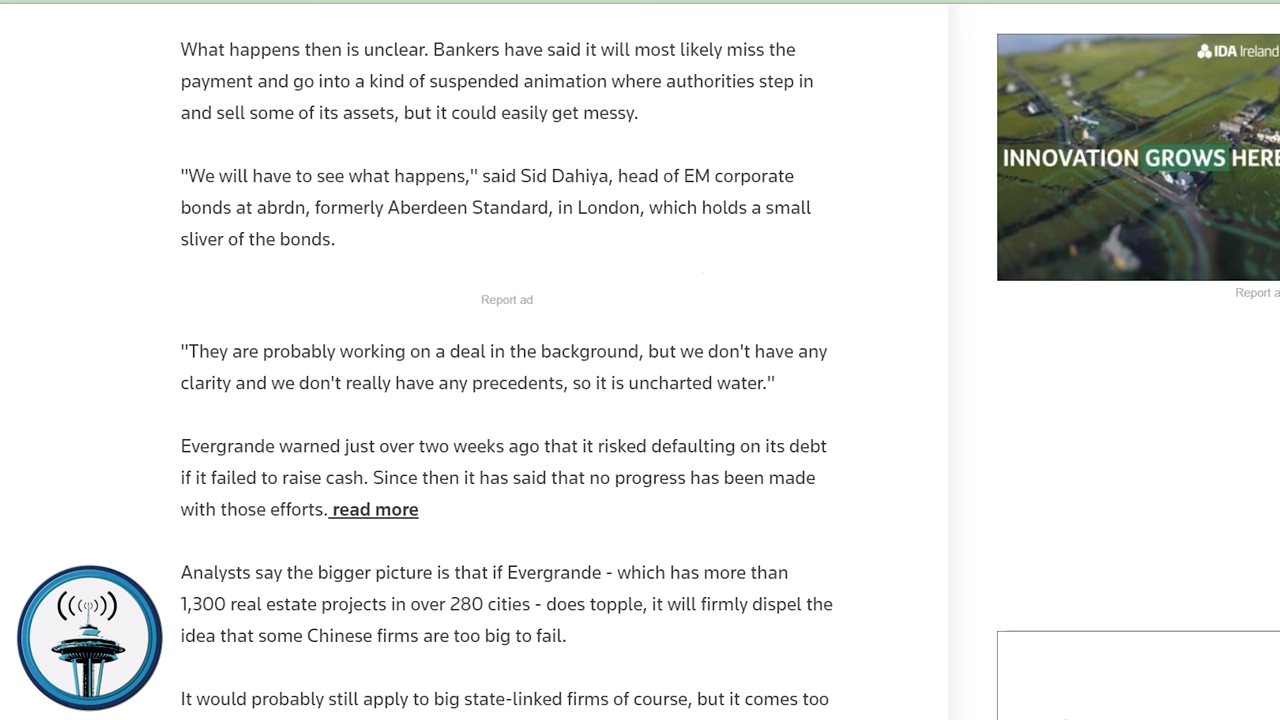 What happens then is unclear. Bankers have said it will most likely miss the
payment and go into a kind of suspended animation where authorities step in
and sell some of its assets, but it could easily get messy.
"We will have to see what happens," said Sid Dahiya, head of EM corporate
bonds at abrdn, formerly Aberdeen Standard, in London, which holds a small
sliver of the bonds.
Report ad
"They are probably working on a deal in the background, but we don't have any
clarity and we don't really have any precedents, so it is uncharted water."
Evergrande warned just over two weeks ago that it risked defaulting on its debt
if it failed to raise cash. Since then it has said that no progress has been made
with those efforts. read more
Analysts say the bigger picture is that if Evergrande - which has more than
1,300 real estate projects in over 280 cities - does topple, it will firmly dispel the
idea that some Chinese firms are too big to fail.
It would probably still apply to big state-linked firms of course, but it comes too
IDA Ireland
INNOVATION GROWS HERE
Report a